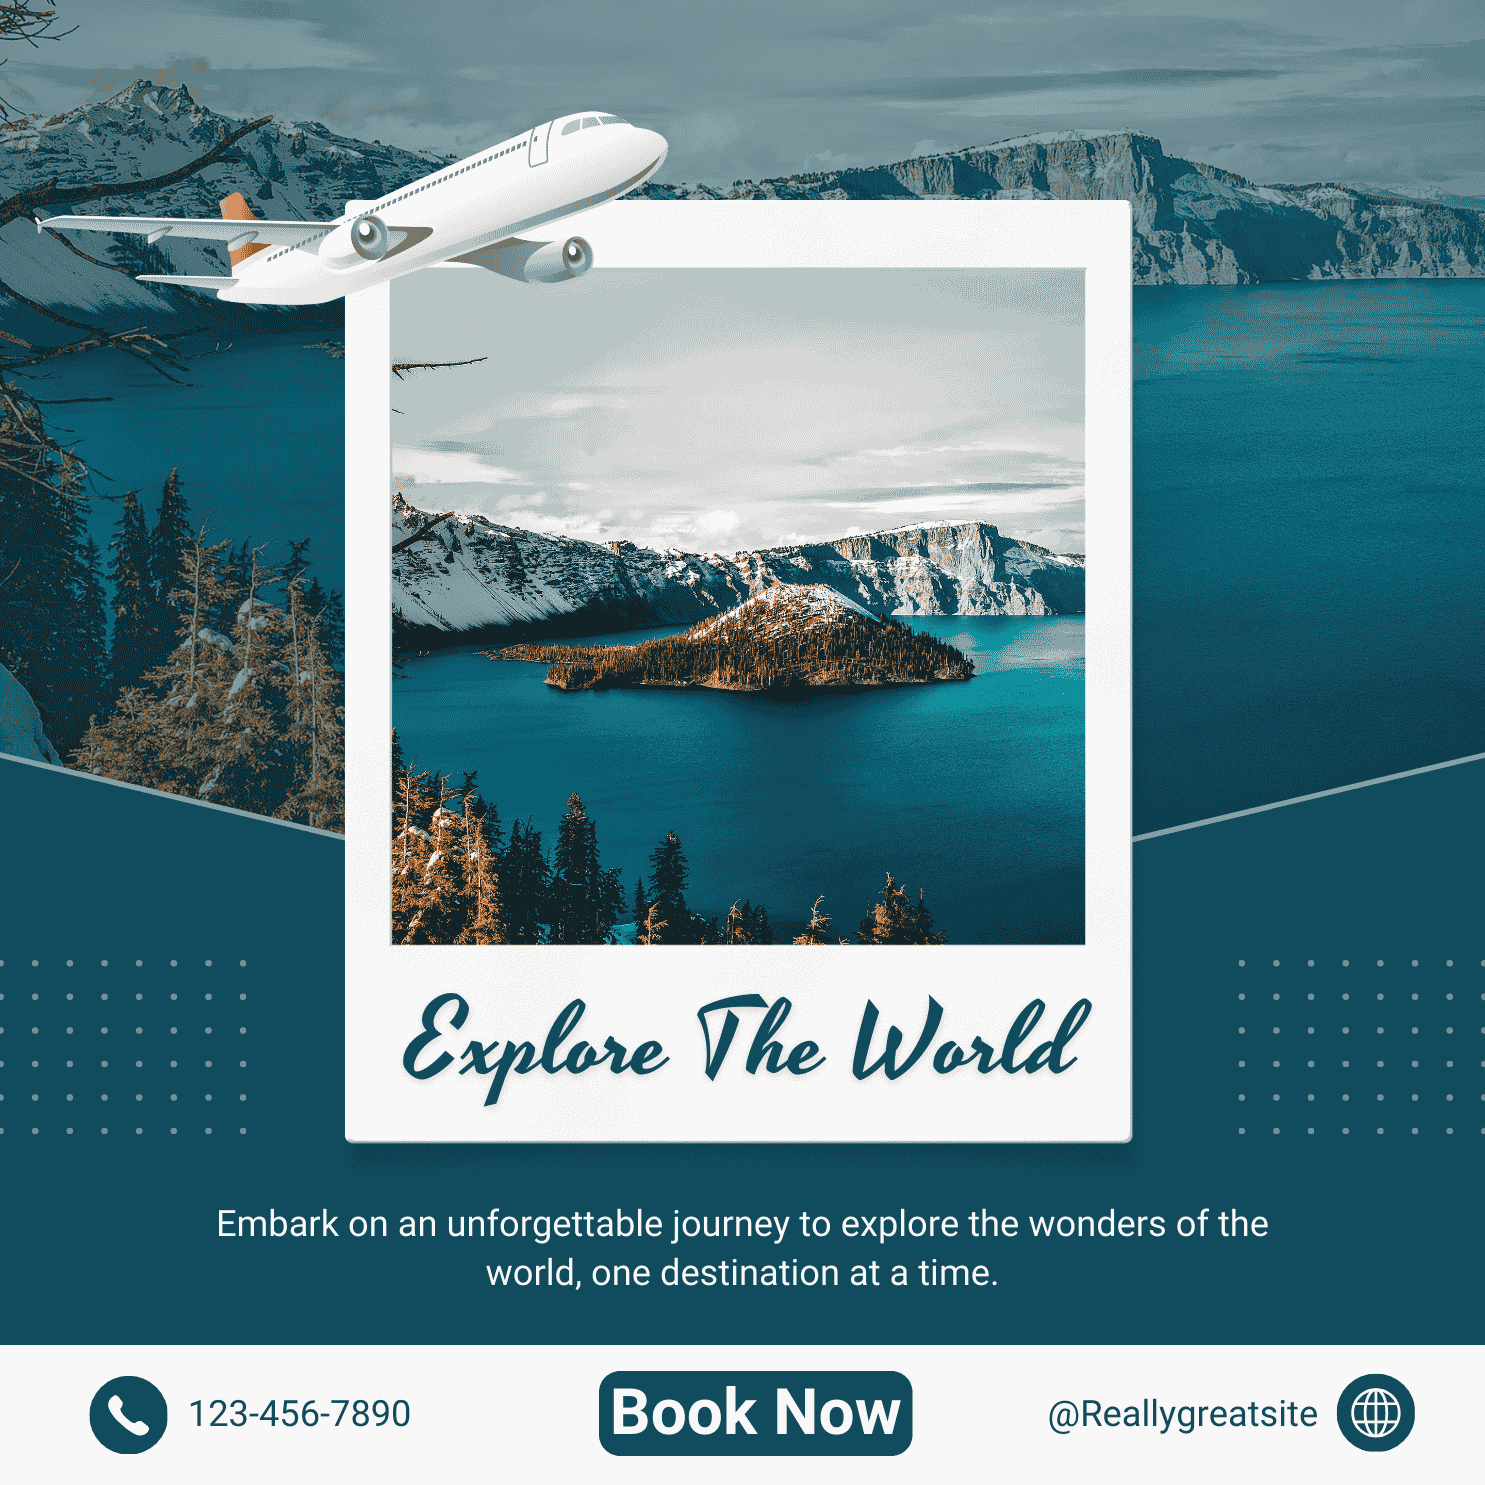 Explore The World
Embark on an unforgettable journey to explore the wonders of the
world, one destination at a time.
123-456-7890
Book Now
@Reallygreatsite